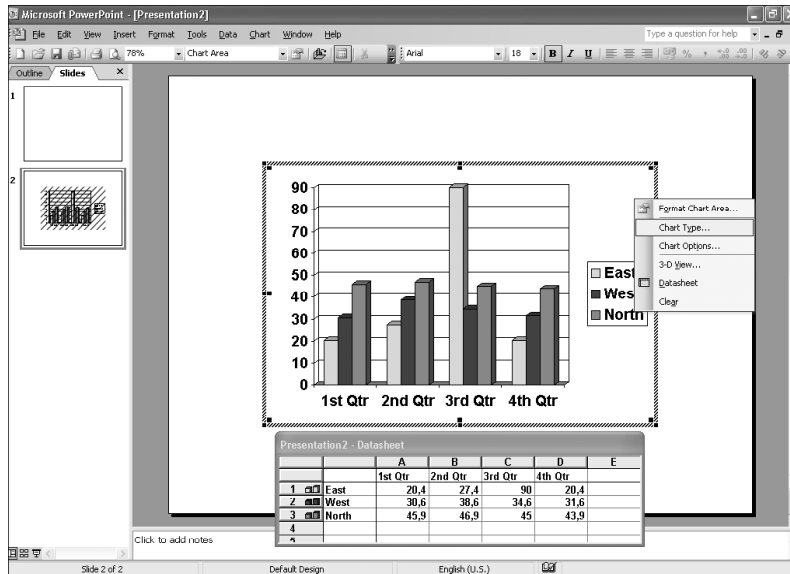 Microsoft PowerPoint - [Presentation2]
File Edit View Insert Format Tools Data Chart Window Help
Type a question for help
78% Chart Area Arial 18 B I U
Outline Slides
1
2
90
80
70
60
50
40
30
20
10
0
1st Qtr 2nd Qtr 3rd Qtr 4th Qtr
East
West
North
Format Chart Area...
Chart Type...
Chart Options...
3-D View...
Datasheet
Clear
Presentation2 - Datasheet
A B C D E
1st Qtr 2nd Qtr 3rd Qtr 4th Qtr
1 East 20,4 27,4 90 20,4
2 West 30,6 38,6 34,6 31,6
3 North 45,9 46,9 45 43,9
4
Click to add notes
Slide 2 of 2 Default Design English (U.S.)